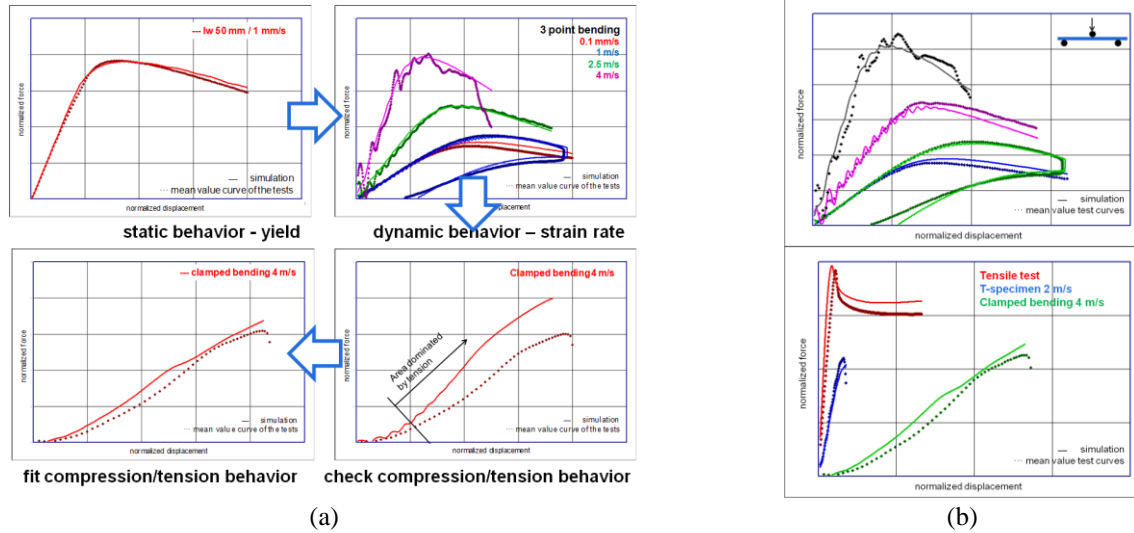 --- lw 50 mm / 1 mm/s
normalized force
— simulation
··· mean value curve of the tests
normalized displacement
static behavior - yield
3 point bending
0.1 mm/s
1 m/s
2.5 m/s
4 m/s
normalized force
— simulation
··· mean value curve of the tests
normalized displacement
dynamic behavior – strain rate
--- clamped bending 4 m/s
normalized force
— simulation
··· mean value curve of the tests
normalized displacement
fit compression/tension behavior
Clamped bending 4 m/s
Area dominated
by tension
normalized force
— simulation
··· mean value curve of the tests
normalized displacement
check compression/tension behavior
(a)
normalized force
— simulation
··· mean value test curves
normalized displacement
Tensile test
T-specimen 2 m/s
Clamped bending 4 m/s
normalized force
— simulation
··· mean value test curves
normalized displacement
(b)